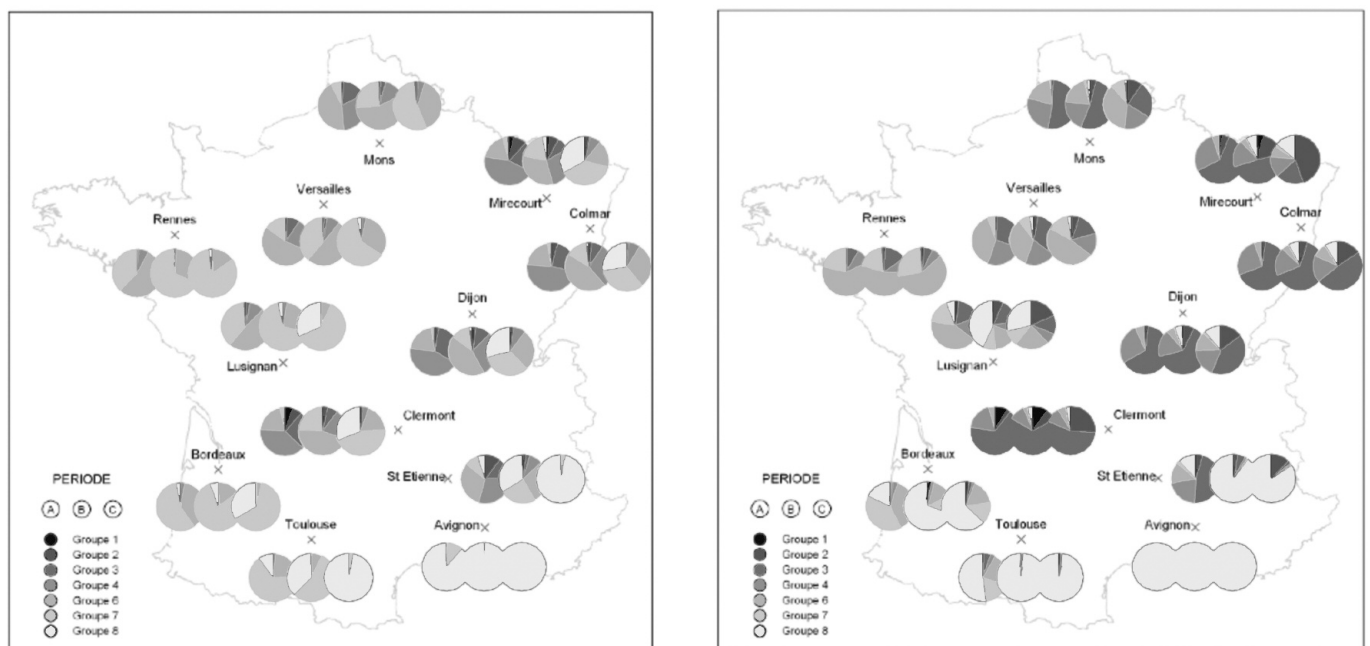 Mons
Mirecourt
Versailles
Rennes
Colmar
Dijon
Lusignan
Clermont
Bordeaux
St Etienne
Toulouse
Avignon
PERIODE
A B C
Groupe 1
Groupe 2
Groupe 3
Groupe 4
Groupe 6
Groupe 7
Groupe 8
Mons
Mirecourt
Versailles
Rennes
Colmar
Dijon
Lusignan
Clermont
Bordeaux
St Etienne
Toulouse
Avignon
PERIODE
A B C
Groupe 1
Groupe 2
Groupe 3
Groupe 4
Groupe 6
Groupe 7
Groupe 8